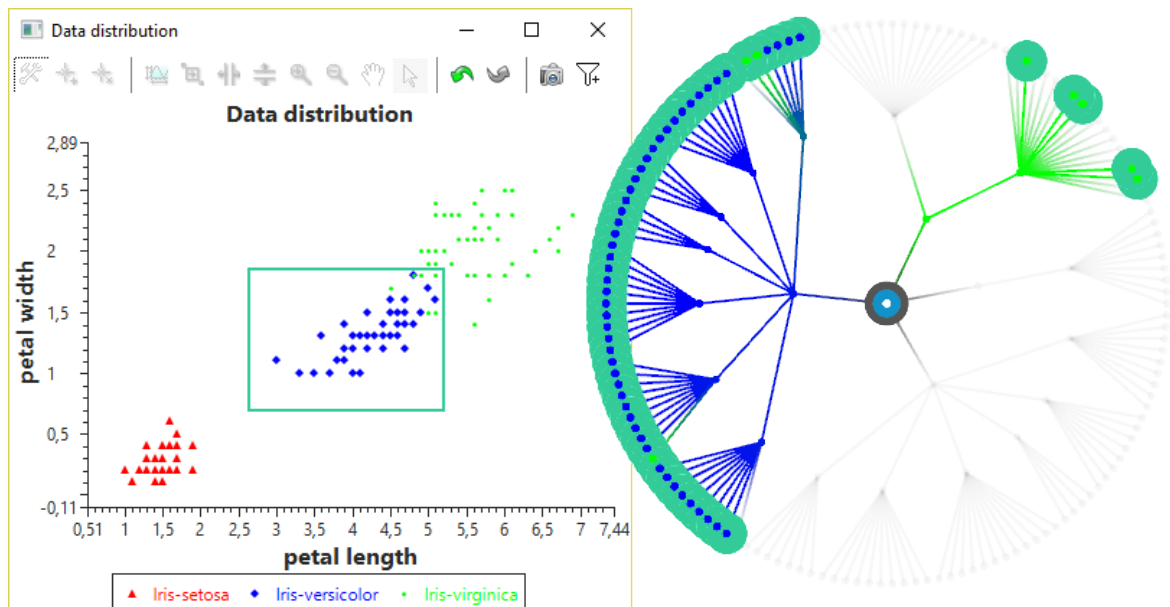 Data distribution
Data distribution
2,89
2,5
2
1,5
1
0,5
-0,11
petal width
0,51 1 1,5 2 2,5 3 3,5 4 4,5 5 5,5 6 6,5 7 7,44
petal length
Iris-setosa Iris-versicolor Iris-virginica